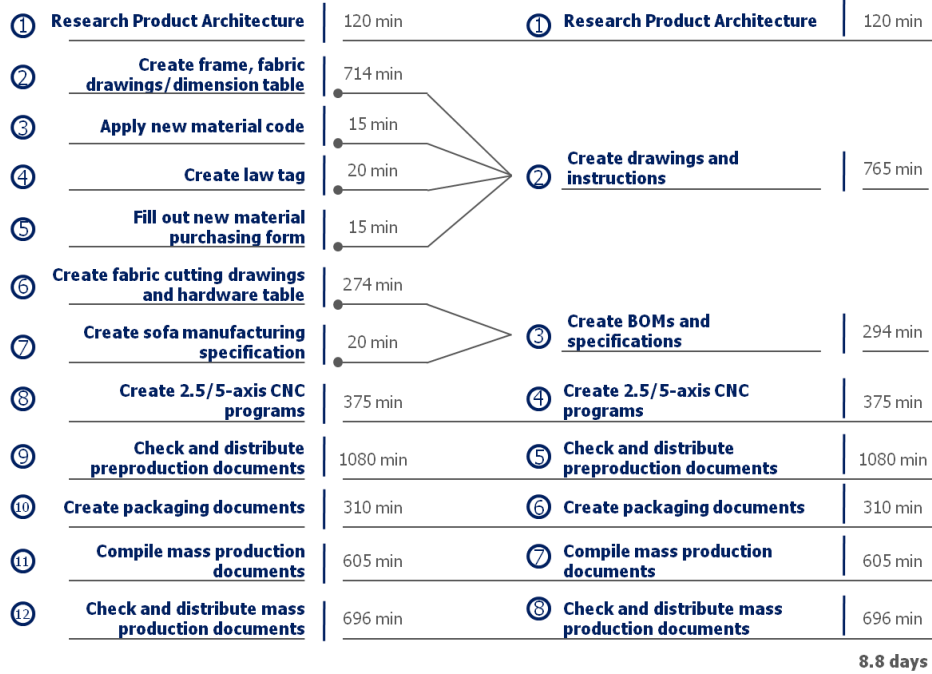 1 Research Product Architecture 120 min 1 Research Product Architecture 120 min
2 Create frame, fabric 714 min
drawings/dimension table
3 Apply new material code 15 min
4 Create law tag 20 min 2 Create drawings and 765 min
instructions
5 Fill out new material 15 min
purchasing form
6 Create fabric cutting drawings 274 min
and hardware table
7 Create sofa manufacturing 20 min 3 Create BOMs and 294 min
specification specifications
8 Create 2.5/5-axis CNC 375 min 4 Create 2.5/5-axis CNC 375 min
programs programs
9 Check and distribute 1080 min 5 Check and distribute 1080 min
preproduction documents preproduction documents
10 Create packaging documents 310 min 6 Create packaging documents 310 min
11 Compile mass production 605 min 7 Compile mass production 605 min
documents documents
12 Check and distribute mass 696 min 8 Check and distribute mass 696 min
production documents production documents
8.8 days